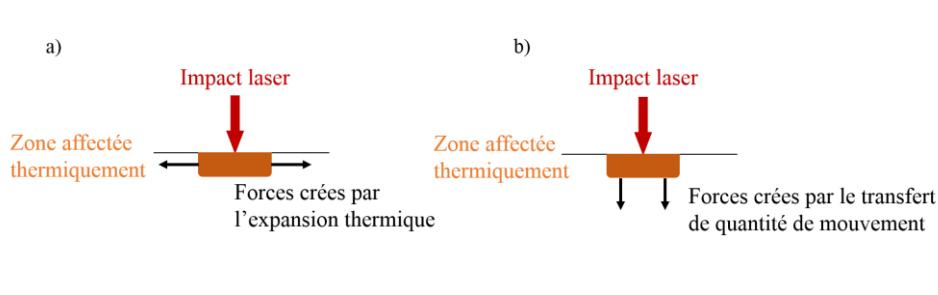 a)
Impact laser
Zone affectée
thermiquement
Forces crées par
l’expansion thermique
b)
Impact laser
Zone affectée
thermiquement
Forces crées par le transfert
de quantité de mouvement